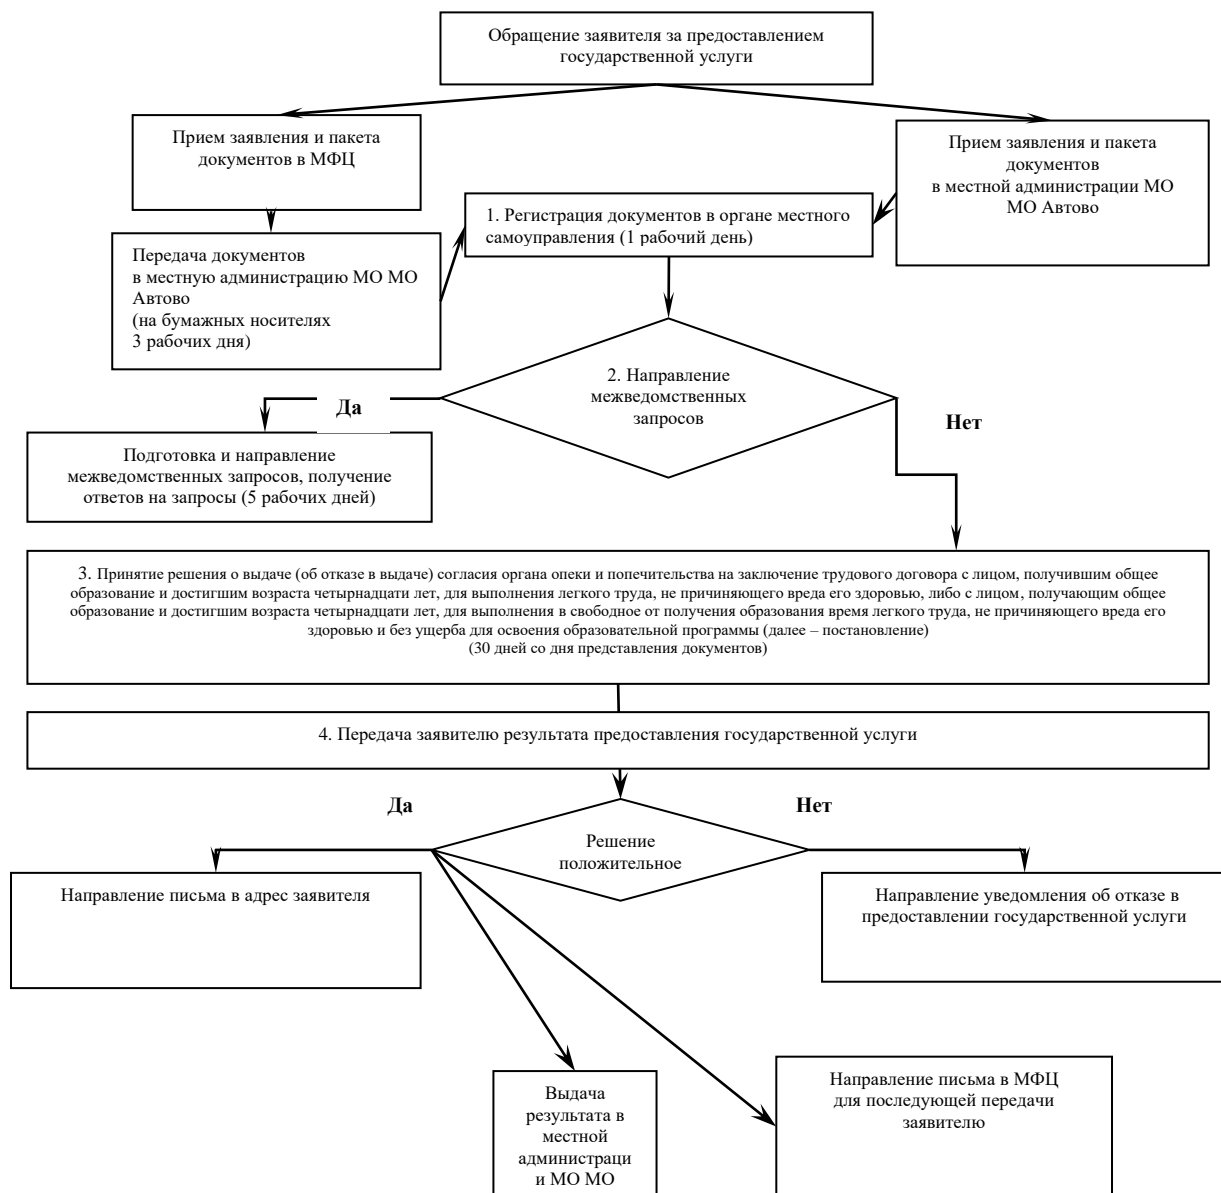 Обращение заявителя за предоставлением
государственной услуги
Прием заявления и пакета
документов в МФЦ
Прием заявления и пакета
документов
в местной администрации МО
МО Автово
1. Регистрация документов в органе местного
самоуправления (1 рабочий день)
Передача документов
в местную администрацию МО МО
Автово
(на бумажных носителях
3 рабочих дня)
2. Направление
межведомственных
запросов
Да
Нет
Подготовка и направление
межведомственных запросов, получение
ответов на запросы (5 рабочих дней)
3. Принятие решения о выдаче (об отказе в выдаче) согласия органа опеки и попечительства на заключение трудового договора с лицом, получившим общее
образование и достигшим возраста четырнадцати лет, для выполнения легкого труда, не причиняющего вреда его здоровью, либо с лицом, получающим общее
образование и достигшим возраста четырнадцати лет, для выполнения в свободное от получения образования время легкого труда, не причиняющего вреда его
здоровью и без ущерба для освоения образовательной программы (далее – постановление)
(30 дней со дня представления документов)
4. Передача заявителю результата предоставления государственной услуги
Да
Нет
Решение
положительное
Направление письма в адрес заявителя
Направление уведомления об отказе в
предоставлении государственной услуги
Выдача
результата в
местной
администраци
и МО МО
Направление письма в МФЦ
для последующей передачи
заявителю